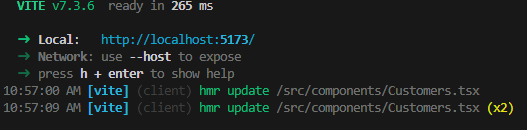 VITE v7.3.6 ready in 265 ms
➜ Local: http://localhost:5173/
➜ Network: use --host to expose
➜ press h + enter to show help
10:57:00 AM [vite] (client) hmr update /src/components/Customers.tsx
10:57:09 AM [vite] (client) hmr update /src/components/Customers.tsx (x2)